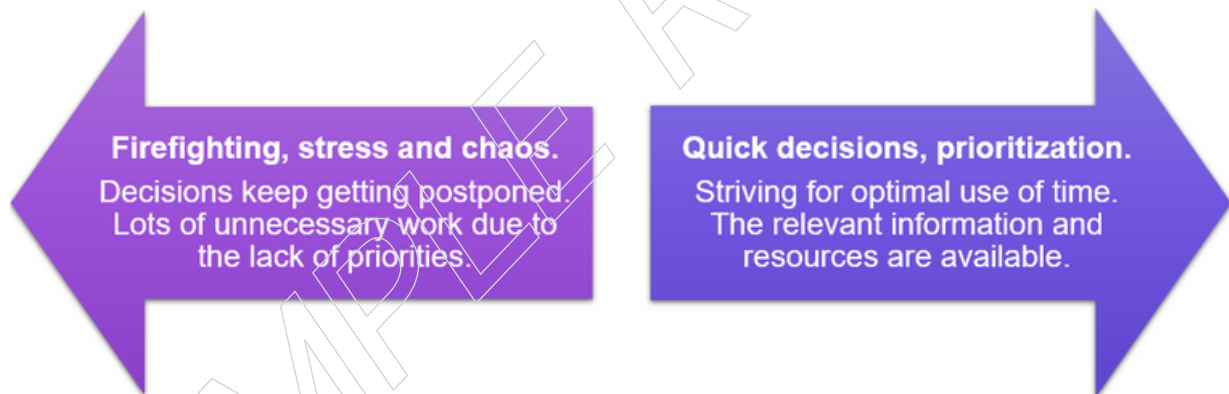 Firefighting, stress and chaos.
Decisions keep getting postponed.
Lots of unnecessary work due to
the lack of priorities.
Quick decisions, prioritization.
Striving for optimal use of time.
The relevant information and
resources are available.